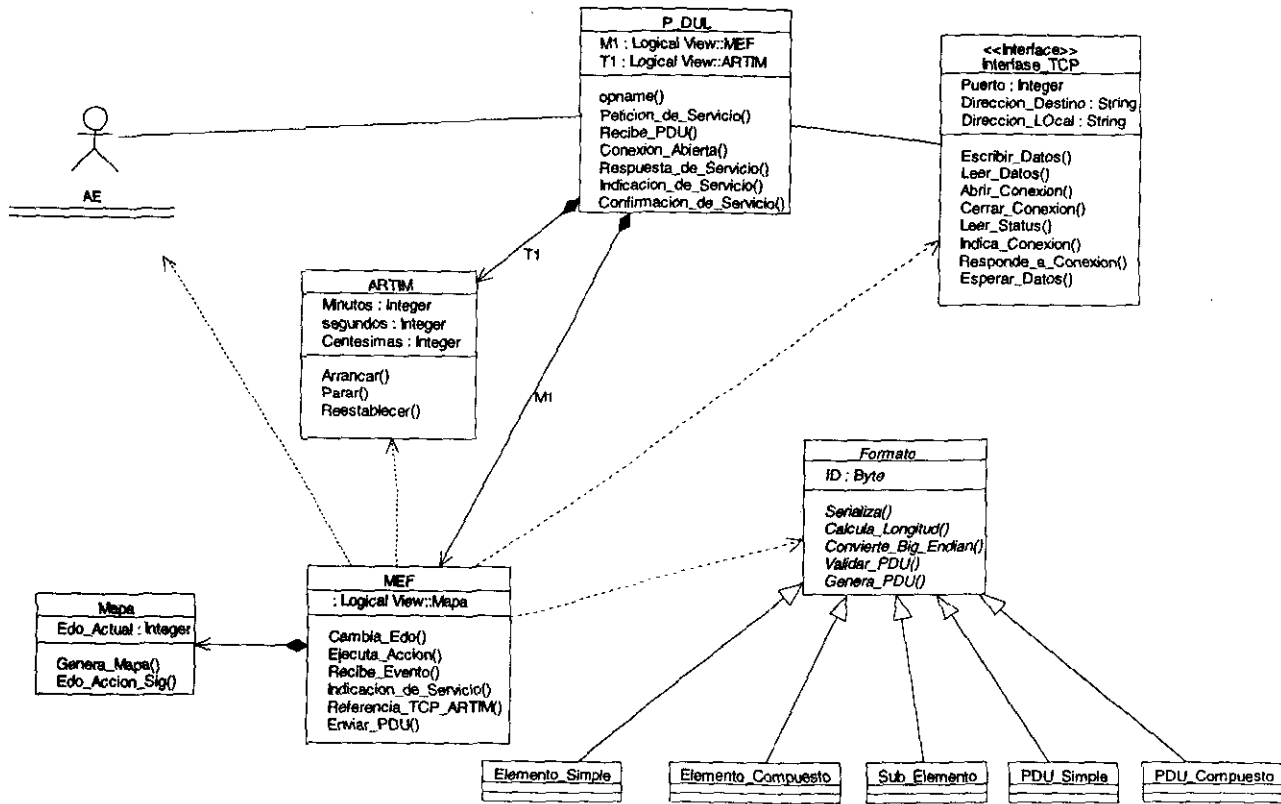 P_DUL
M1 : Logical View::MEF
T1 : Logical View::ARTIM
opname()
Peticion_de_Servicio()
Recibe_PDU()
Conexion_Abierta()
Respuesta_de_Servicio()
Indicacion_de_Servicio()
Confirmacion_de_Servicio()
<<Interface>>
Interfase_TCP
Puerto : Integer
Direccion_Destino : String
Direccion_LOcal : String
Escribir_Datos()
Leer_Datos()
Abrir_Conexion()
Cerrar_Conexion()
Leer_Status()
Indica_Conexion()
Responde_a_Conexion()
Esperar_Datos()
AE
T1
ARTIM
Minutos : Integer
segundos : Integer
Centesimas : Integer
Arrancar()
Parar()
Reestablecer()
M1
Formato
ID : Byte
Serializa()
Calcula_Longitud()
Convierte_Big_Endian()
Validar_PDU()
Genera_PDU()
MEF
: Logical View::Mapa
Cambia_Edo()
Ejecuta_Accion()
Recibe_Evento()
Indicacion_de_Servicio()
Referencia_TCP_ARTIM()
Enviar_PDU()
Mapa
Edo_Actual : Integer
Genera_Mapa()
Edo_Accion_Sig()
Elemento_Simple
Elemento_Compuesto
Sub_Elemento
PDU_Simple
PDU_Compuesto